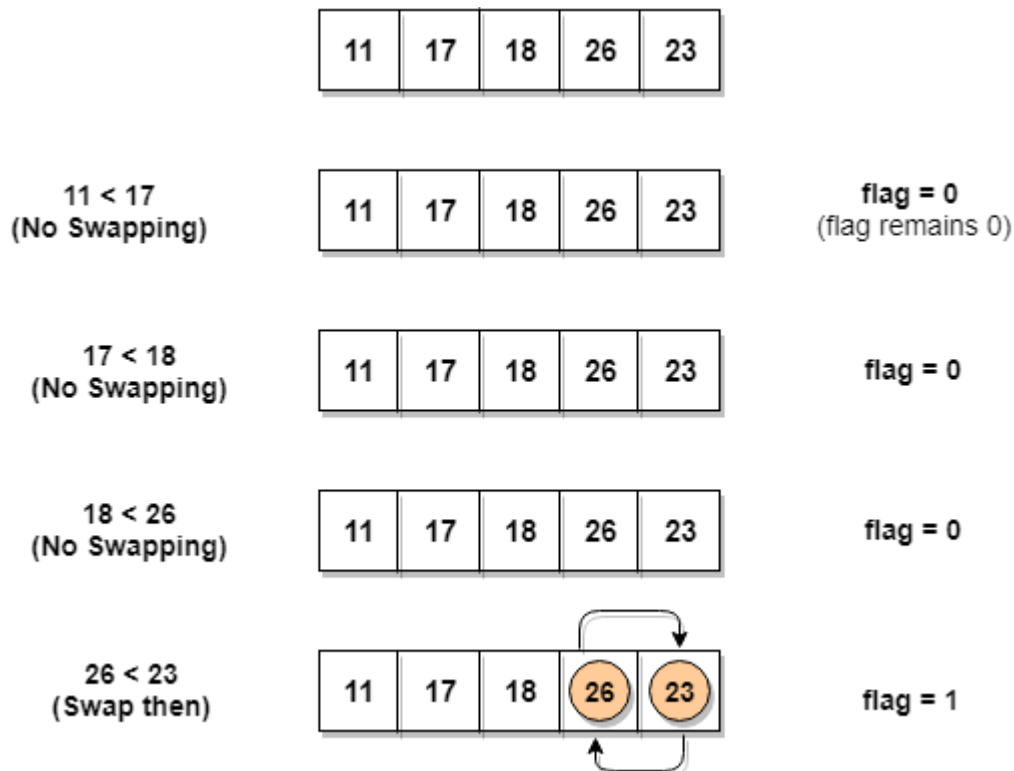 11 17 18 26 23
11 < 17
(No Swapping)
11 17 18 26 23
flag = 0
(flag remains 0)
17 < 18
(No Swapping)
11 17 18 26 23
flag = 0
18 < 26
(No Swapping)
11 17 18 26 23
flag = 0
26 < 23
(Swap then)
11 17 18 26 23
flag = 1